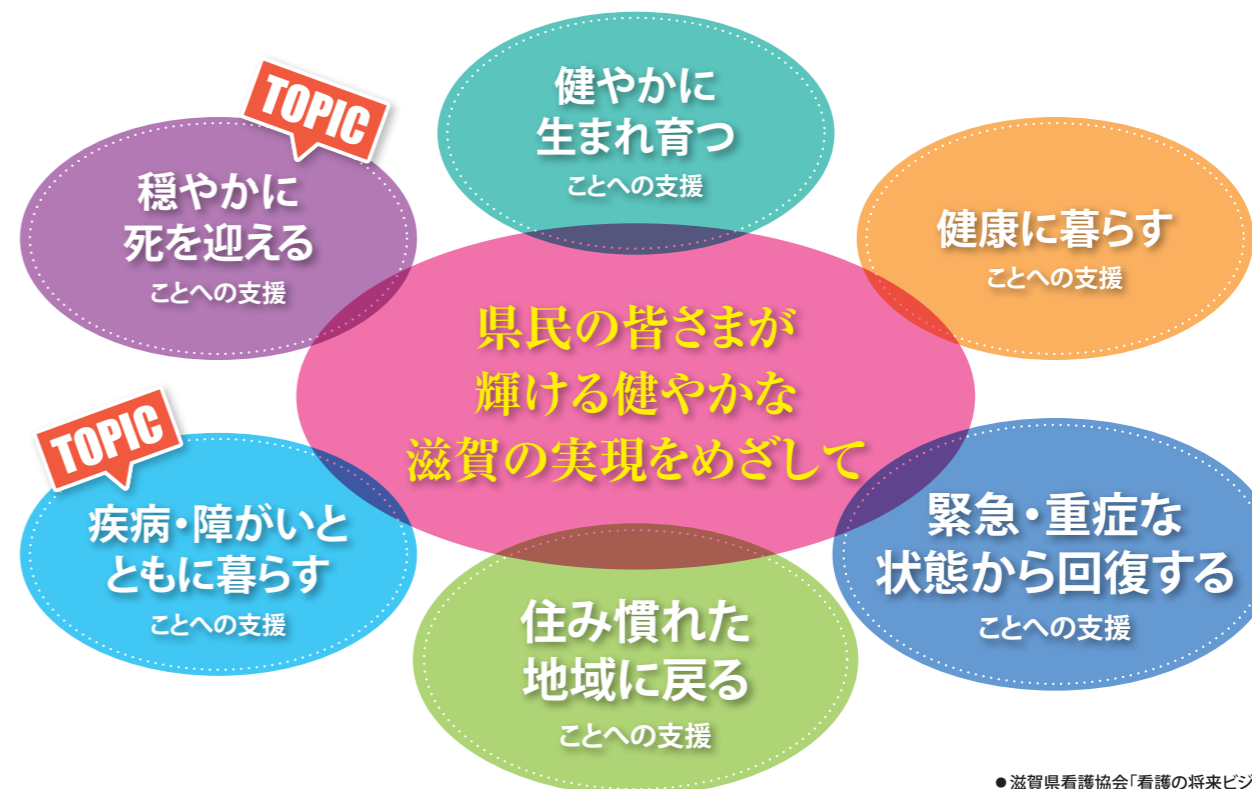 健やかに
生まれ育つ
ことへの支援
TOPIC
穏やかに
死を迎える
ことへの支援
健康に暮らす
ことへの支援
県民の皆さまが
輝ける健やかな
滋賀の実現をめざして
TOPIC
疾病・障がいと
ともに暮らす
ことへの支援
緊急・重症な
状態から回復する
ことへの支援
住み慣れた
地域に戻る
ことへの支援
●滋賀県看護協会「看護の将来ビジ